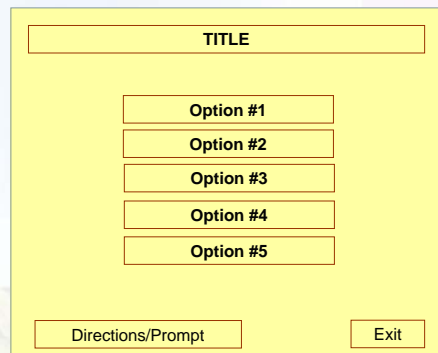 TITLE
Option #1
Option #2
Option #3
Option #4
Option #5
Directions/Prompt
Exit